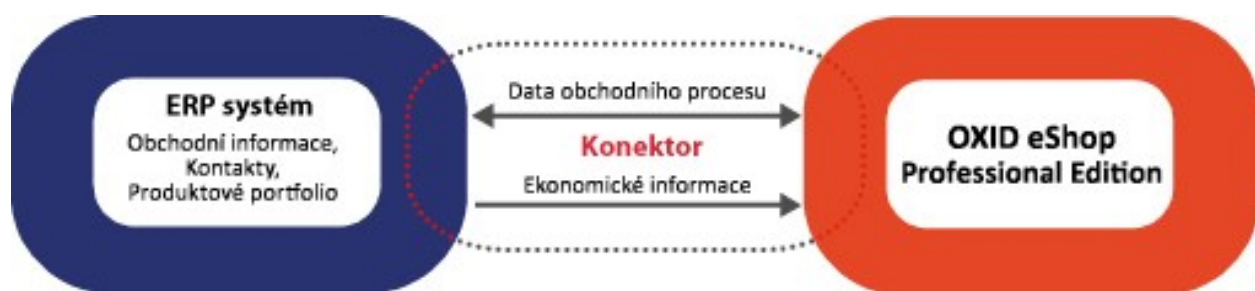 ERP systém
Obchodní informace,
Kontakty,
Produktové portfolio
Data obchodního procesu
Konektor
Ekonomické informace
OXID eShop
Professional Edition